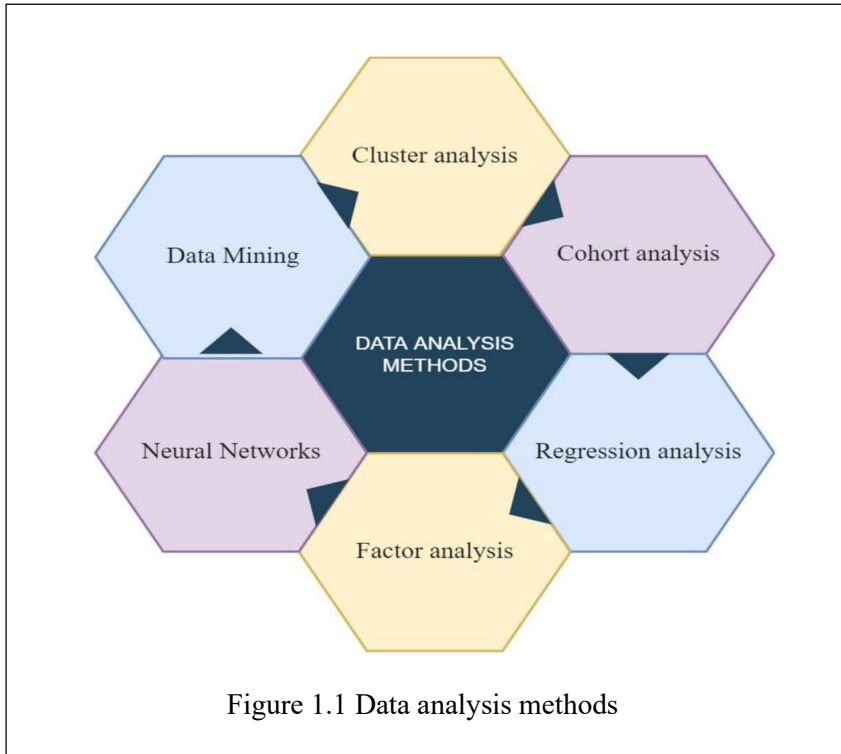 Cluster analysis
Data Mining
Cohort analysis
DATA ANALYSIS
METHODS
Neural Networks
Regression analysis
Factor analysis
Figure 1.1 Data analysis methods